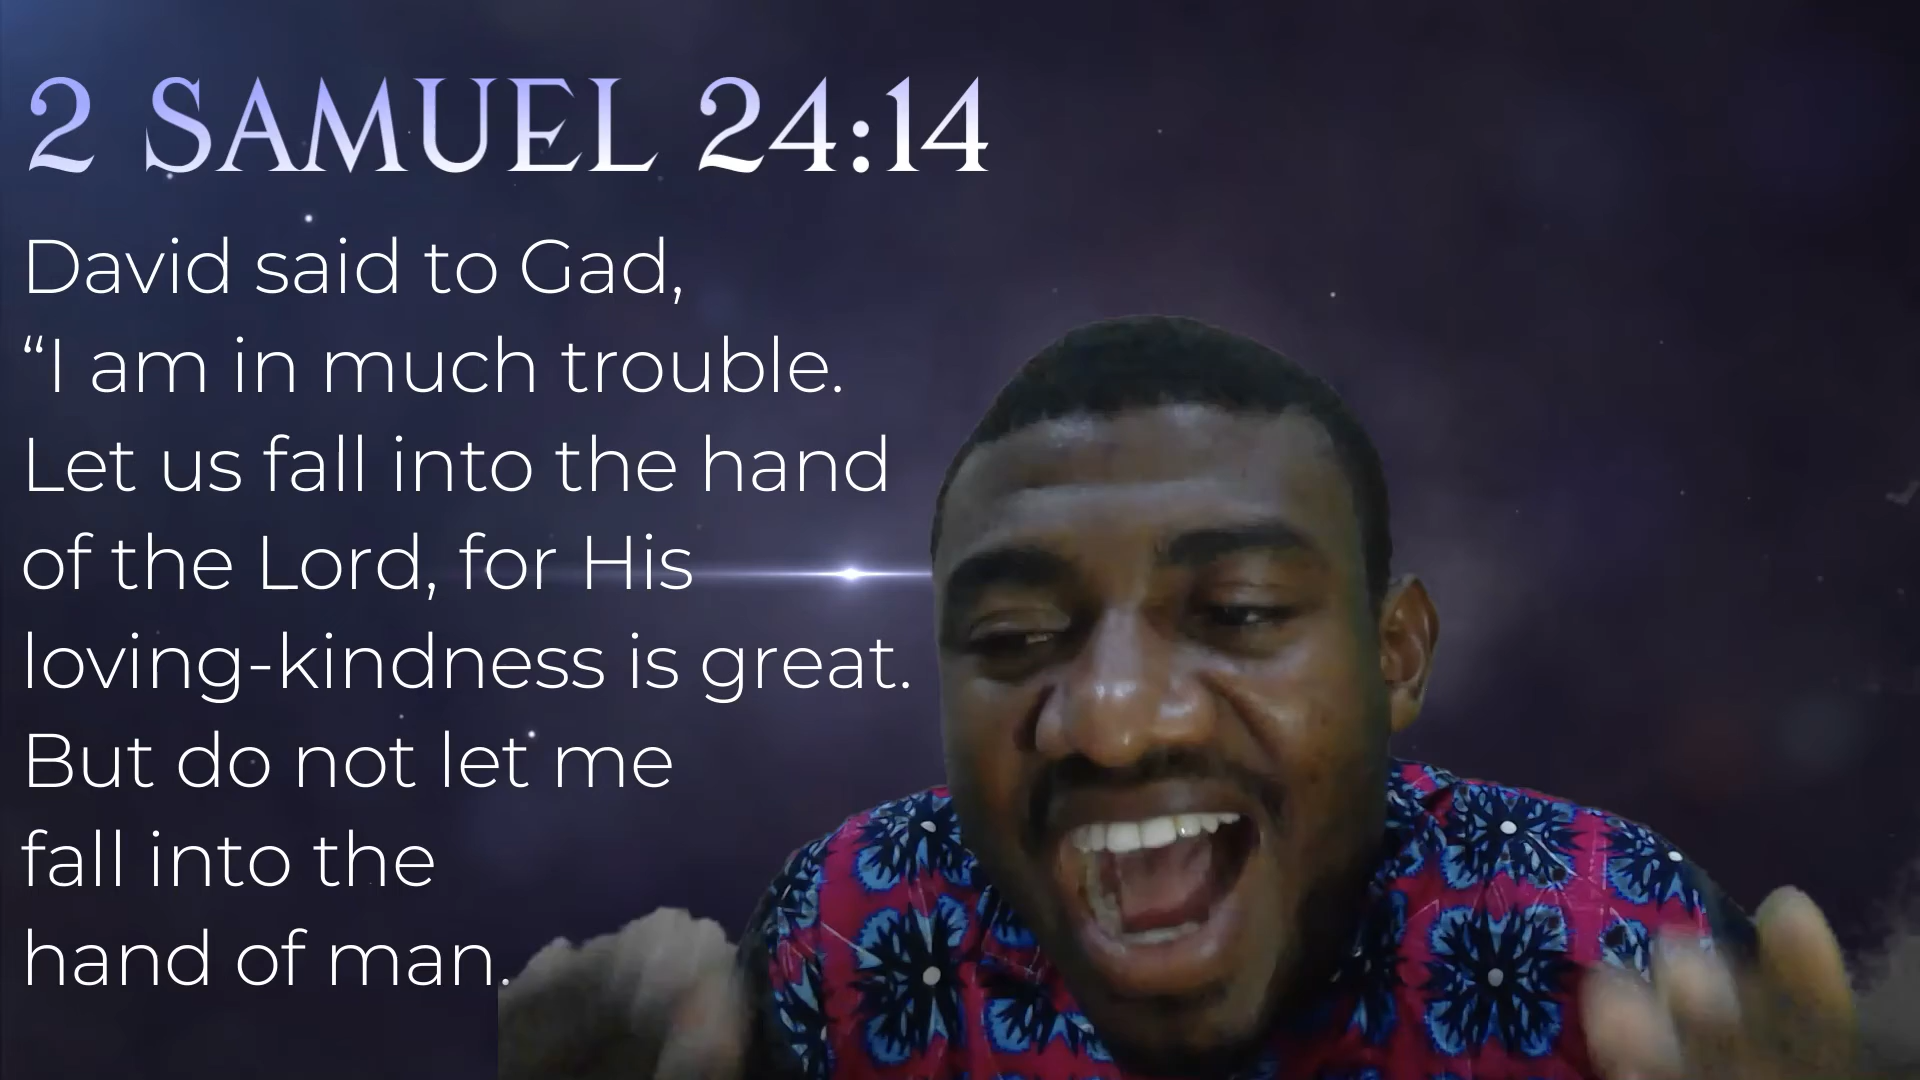 2 SAMUEL 24:14
David said to Gad,
“I am in much trouble.
Let us fall into the hand
of the Lord, for His
loving-kindness is great.
But do not let me
fall into the
hand of man.